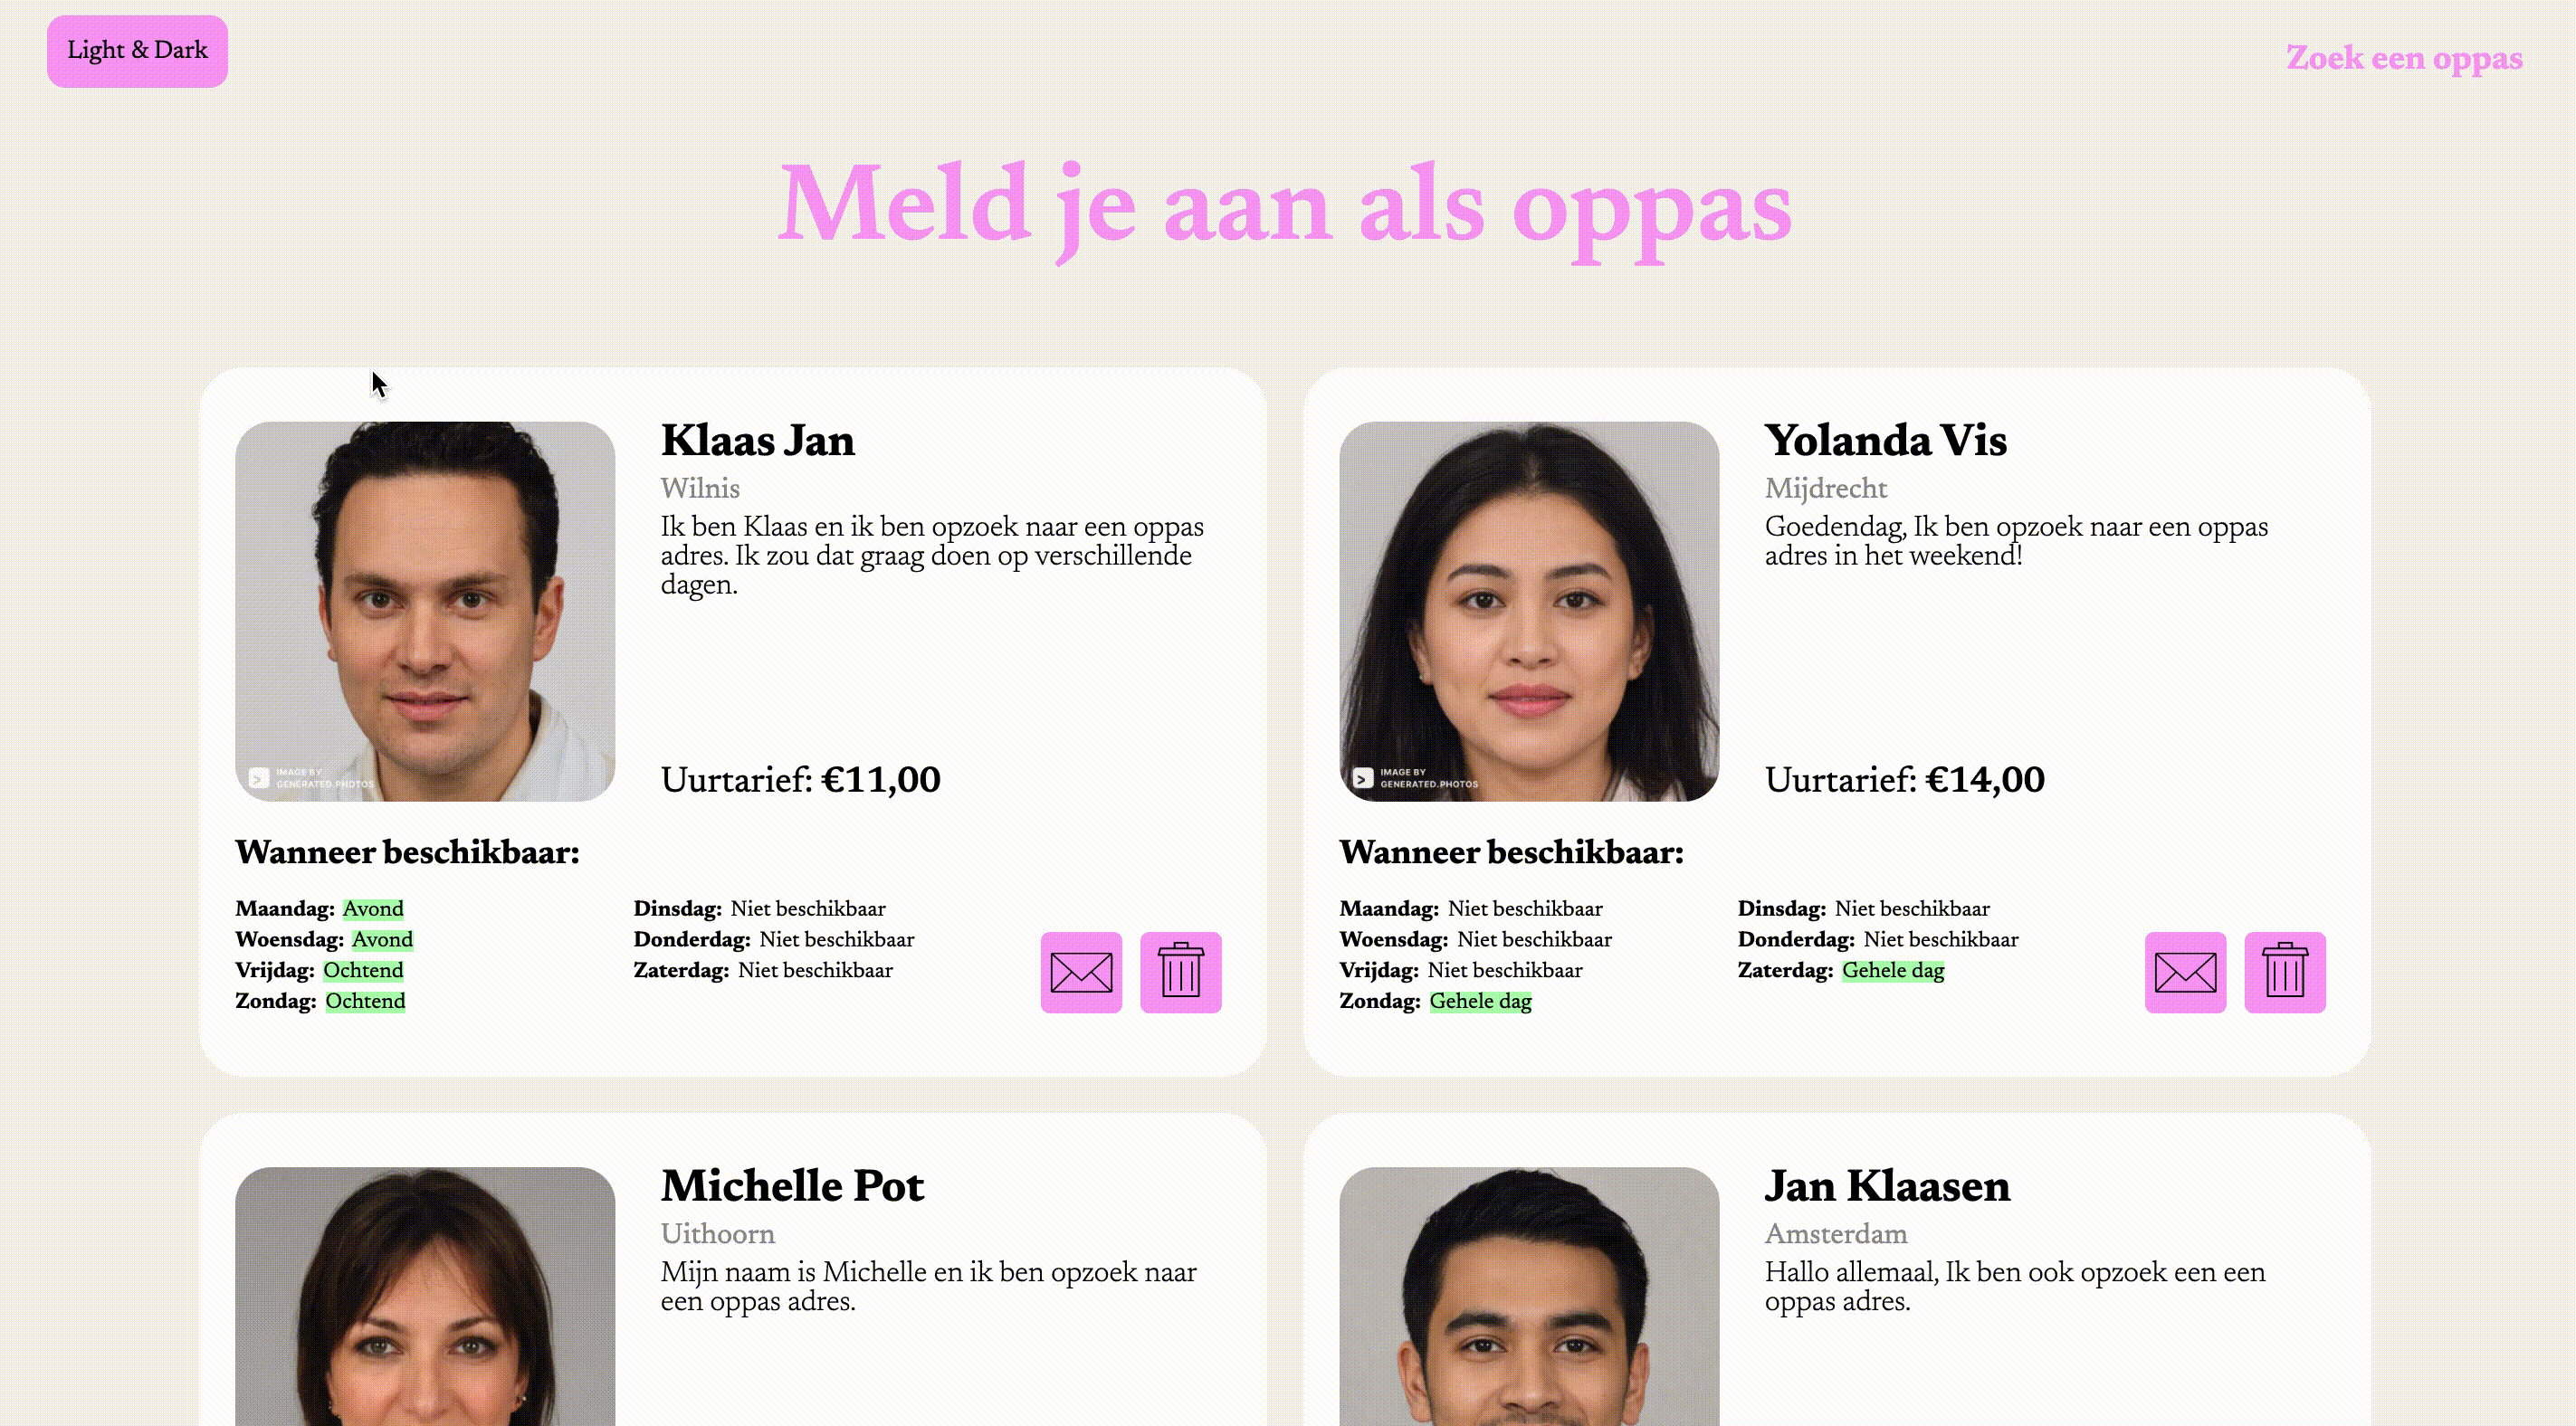 Light & Dark
Zoek een oppas
Meld je aan als oppas
Klaas Jan
Wilnis
Ik ben Klaas en ik ben opzoek naar een oppas
adres. Ik zou dat graag doen op verschillende
dagen.
IMAGE BY
GENERATED.PHOTOS
Uurtarief: €11,00
Wanneer beschikbaar:
Maandag: Avond
Dinsdag: Niet beschikbaar
Woensdag: Avond
Donderdag: Niet beschikbaar
Vrijdag: Ochtend
Zaterdag: Niet beschikbaar
Zondag: Ochtend
Yolanda Vis
Mijdrecht
Goedendag, Ik ben opzoek naar een oppas
adres in het weekend!
IMAGE BY
GENERATED.PHOTOS
Uurtarief: €14,00
Wanneer beschikbaar:
Maandag: Niet beschikbaar
Dinsdag: Niet beschikbaar
Woensdag: Niet beschikbaar
Donderdag: Niet beschikbaar
Vrijdag: Niet beschikbaar
Zaterdag: Gehele dag
Zondag: Gehele dag
Michelle Pot
Uithoorn
Mijn naam is Michelle en ik ben opzoek naar
een oppas adres.
Jan Klaasen
Amsterdam
Hallo allemaal, Ik ben ook opzoek een een
oppas adres.